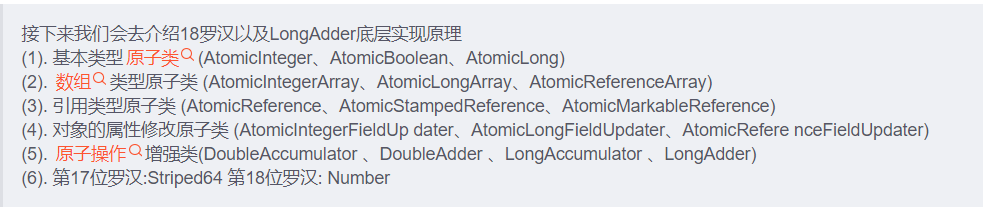 接下来我们会去介绍18罗汉以及LongAdder底层实现原理
(1). 基本类型 原子类 (AtomicInteger、AtomicBoolean、AtomicLong)
(2). 数组 类型原子类 (AtomicIntegerArray、AtomicLongArray、AtomicReferenceArray)
(3). 引用类型原子类 (AtomicReference、AtomicStampedReference、AtomicMarkableReference)
(4). 对象的属性修改原子类 (AtomicIntegerFieldUp dater、AtomicLongFieldUpdater、AtomicRefere nceFieldUpdater)
(5). 原子操作 增强类(DoubleAccumulator 、DoubleAdder 、LongAccumulator 、LongAdder)
(6). 第17位罗汉:Striped64 第18位罗汉: Number